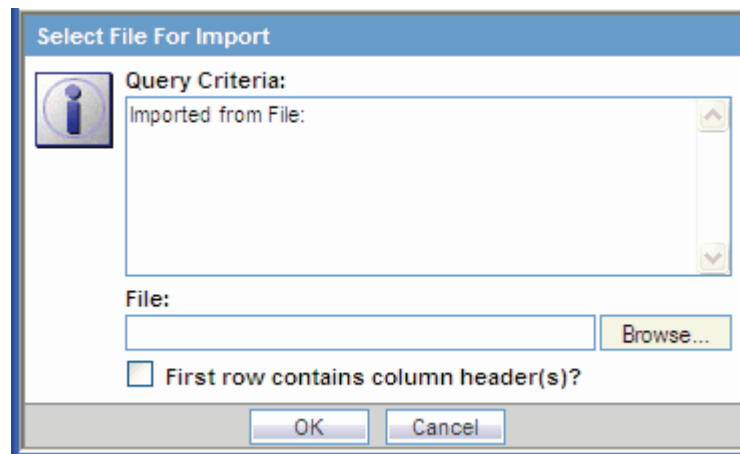 Select File For Import
Query Criteria:
Imported from File:
File:
Browse...
First row contains column header(s)?
OK Cancel